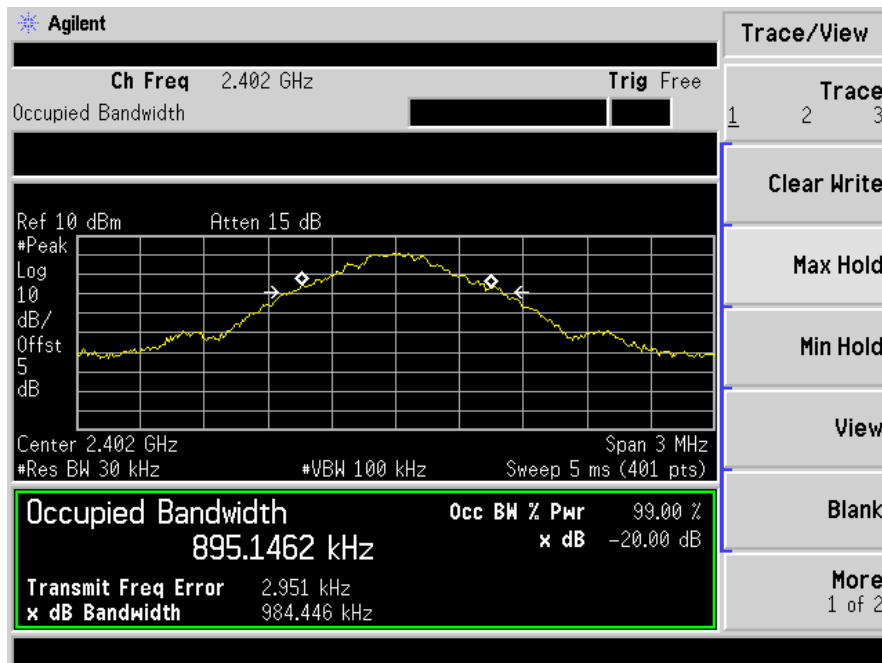 Agilent
Trace/View
Ch Freq 2.402 GHz Trig Free
Occupied Bandwidth
Trace
1 2 3
Clear Write
Max Hold
Min Hold
View
Blank
More
1 of 2
Ref 10 dBm Atten 15 dB
#Peak
Log
10
dB/
Offst
5
dB
Center 2.402 GHz Span 3 MHz
#Res BW 30 kHz #VBW 100 kHz Sweep 5 ms (401 pts)
Occupied Bandwidth Occ BW % Pwr 99.00 %
895.1462 kHz x dB -20.00 dB
Transmit Freq Error 2.951 kHz
x dB Bandwidth 984.446 kHz